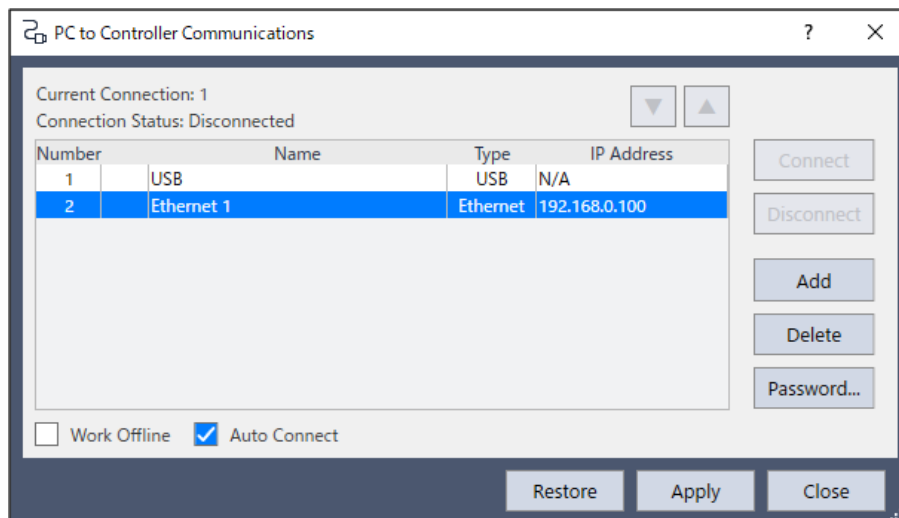 PC to Controller Communications ?
Current Connection: 1
Connection Status: Disconnected
Number Name Type IP Address
1 USB USB N/A
2 Ethernet 1 Ethernet 192.168.0.100
Connect
Disconnect
Add
Delete
Password...
Work Offline Auto Connect
Restore Apply Close